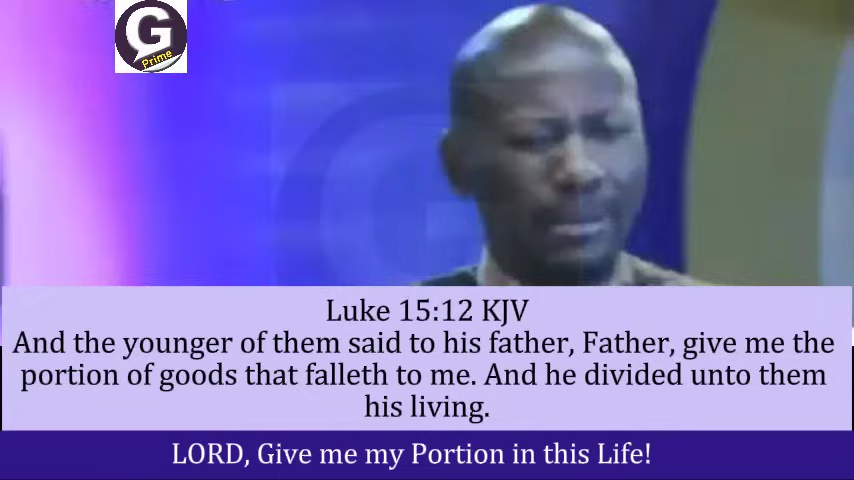 G
Prime
Luke 15:12 KJV
And the younger of them said to his father, Father, give me the
portion of goods that falleth to me. And he divided unto them
his living.
LORD, Give me my Portion in this Life!